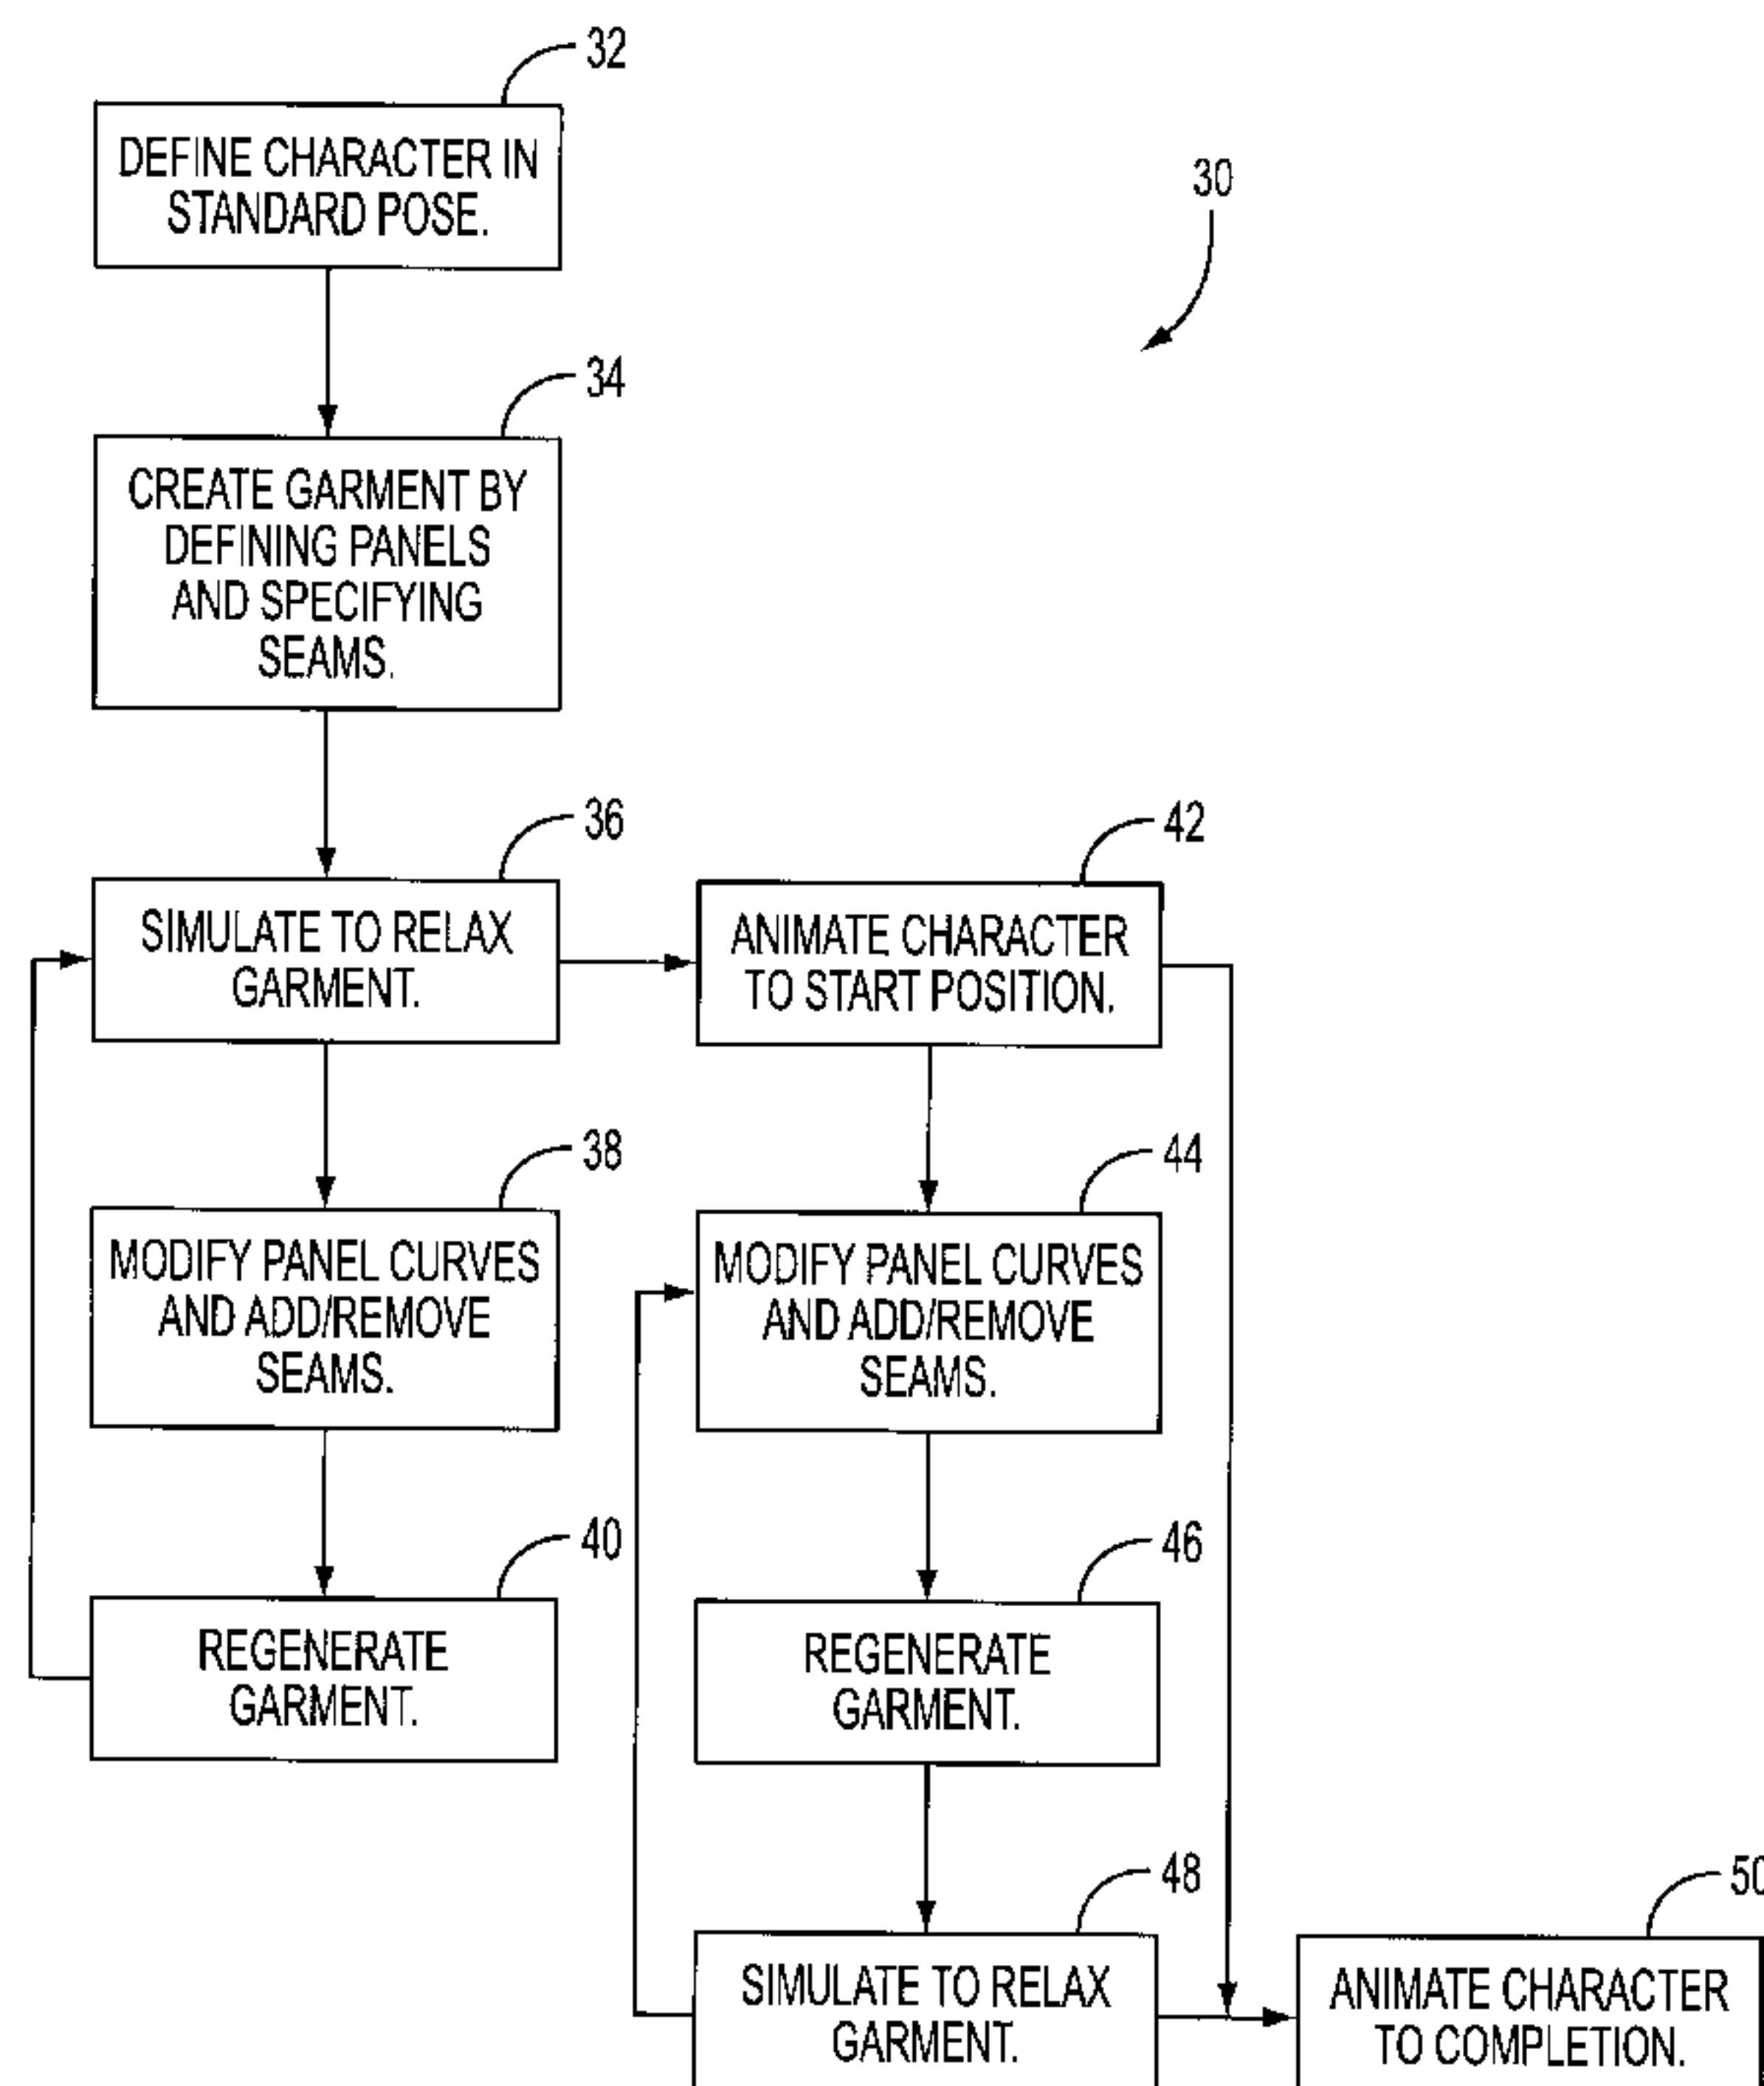 32
DEFINE CHARACTER IN
STANDARD POSE.
30
34
CREATE GARMENT BY
DEFINING PANELS
AND SPECIFYING
SEAMS.
36
SIMULATE TO RELAX
GARMENT.
42
ANIMATE CHARACTER
TO START POSITION.
38
MODIFY PANEL CURVES
AND ADD/REMOVE
SEAMS.
44
MODIFY PANEL CURVES
AND ADD/REMOVE
SEAMS.
40
REGENERATE
GARMENT.
46
REGENERATE
GARMENT.
48
SIMULATE TO RELAX
GARMENT.
50
ANIMATE CHARACTER
TO COMPLETION.